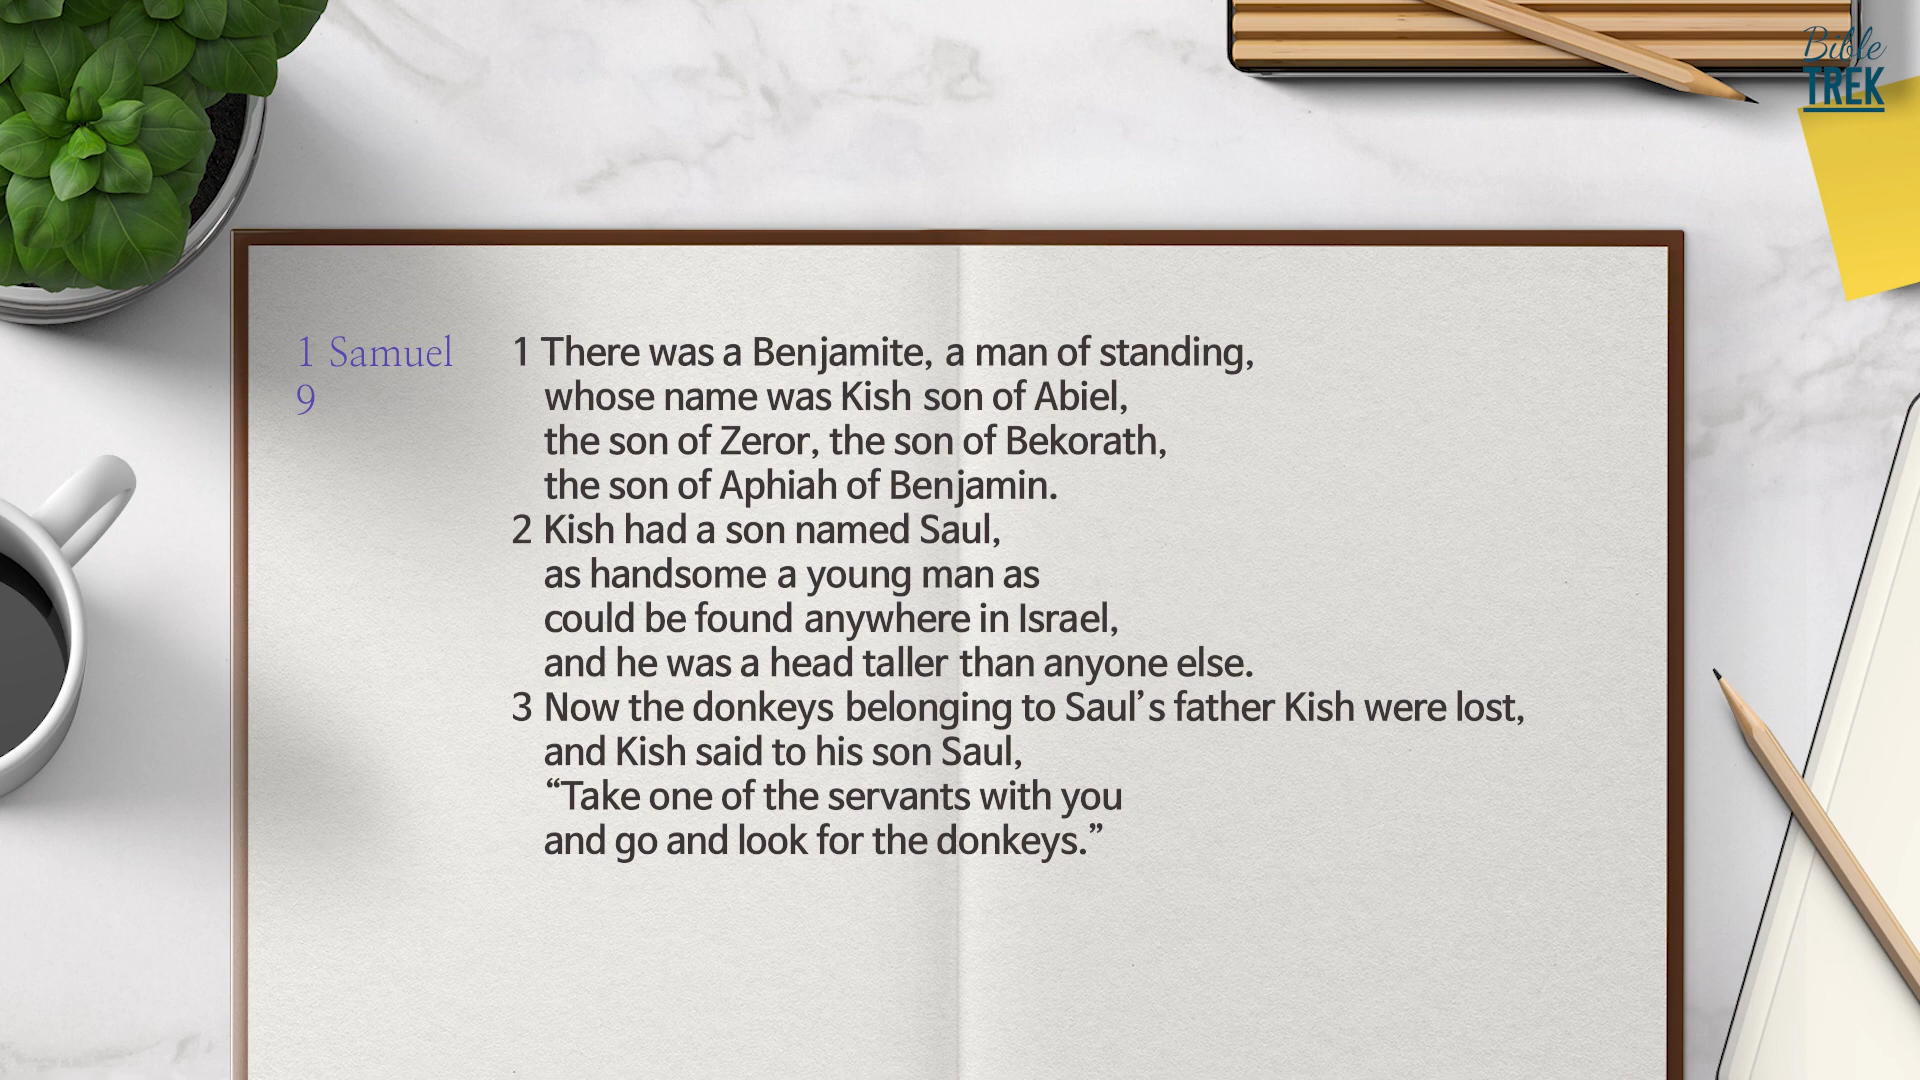 Bible
TREK
1 Samuel
9
1 There was a Benjamite, a man of standing,
whose name was Kish son of Abiel,
the son of Zeror, the son of Bekorath,
the son of Aphiah of Benjamin.
2 Kish had a son named Saul,
as handsome a young man as
could be found anywhere in Israel,
and he was a head taller than anyone else.
3 Now the donkeys belonging to Saul’s father Kish were lost,
and Kish said to his son Saul,
“Take one of the servants with you
and go and look for the donkeys.”